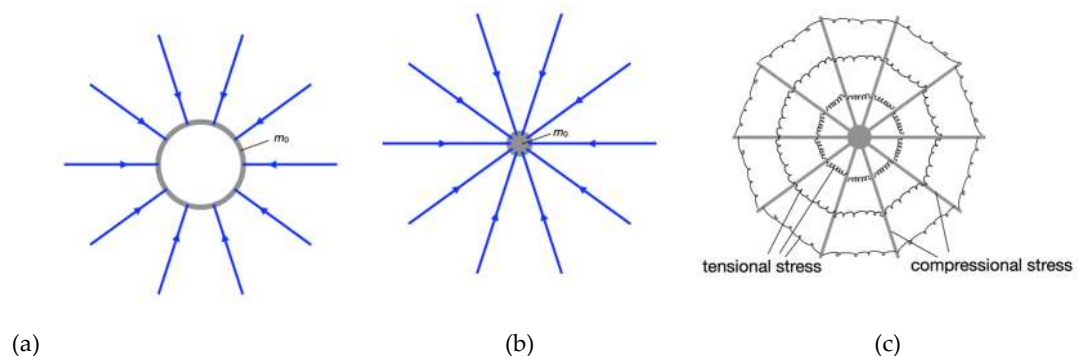 m₀
m₀
tensional stress
compressional stress
(a)
(b)
(c)